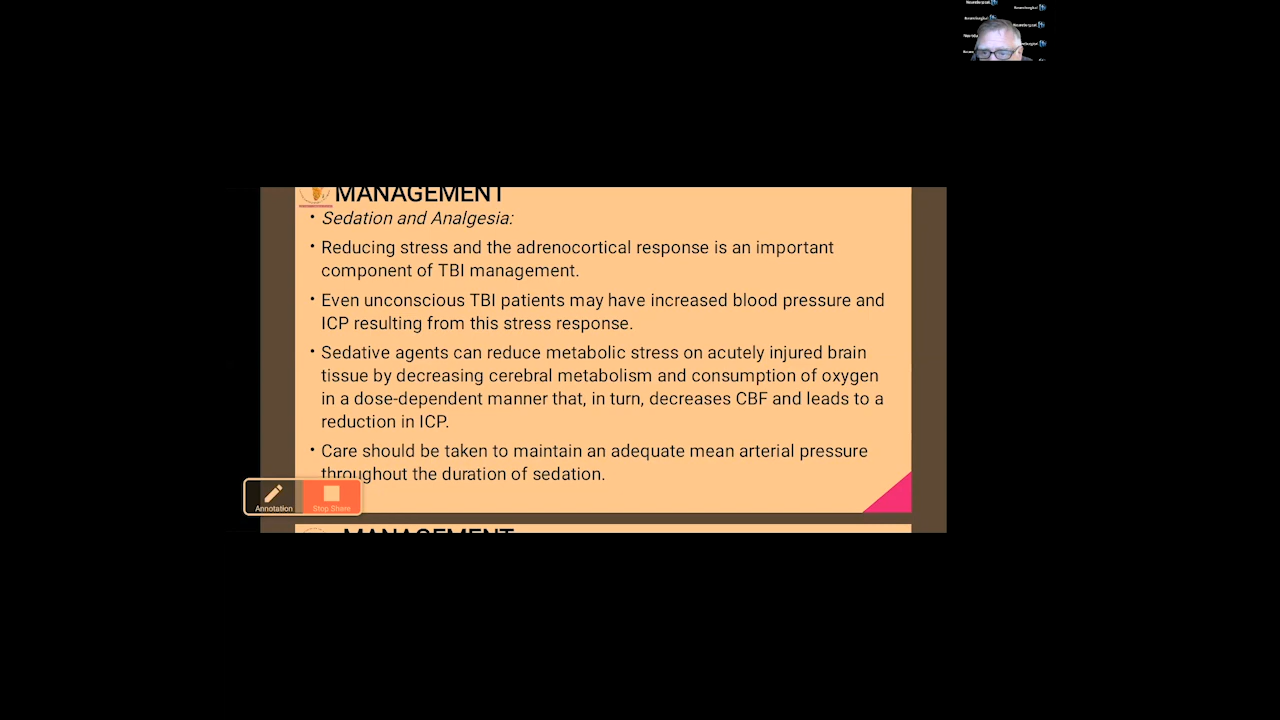 MANAGEMENT
• Sedation and Analgesia:
• Reducing stress and the adrenocortical response is an important
component of TBI management.
• Even unconscious TBI patients may have increased blood pressure and
ICP resulting from this stress response.
• Sedative agents can reduce metabolic stress on acutely injured brain
tissue by decreasing cerebral metabolism and consumption of oxygen
in a dose-dependent manner that, in turn, decreases CBF and leads to a
reduction in ICP.
• Care should be taken to maintain an adequate mean arterial pressure
throughout the duration of sedation.
Annotation
Stop Share
MANAGEMENT